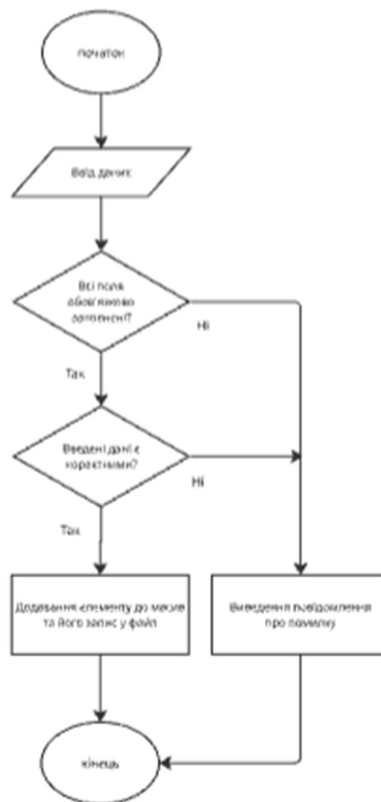 початок
Ввід даних
Всі поля
обов'язково
заповнені?
Ні
Так
Введені дані є
коректними?
Ні
Так
Додавання елементу до масив
та його запис у файл
Виведення повідомлення
про помилку
кінець